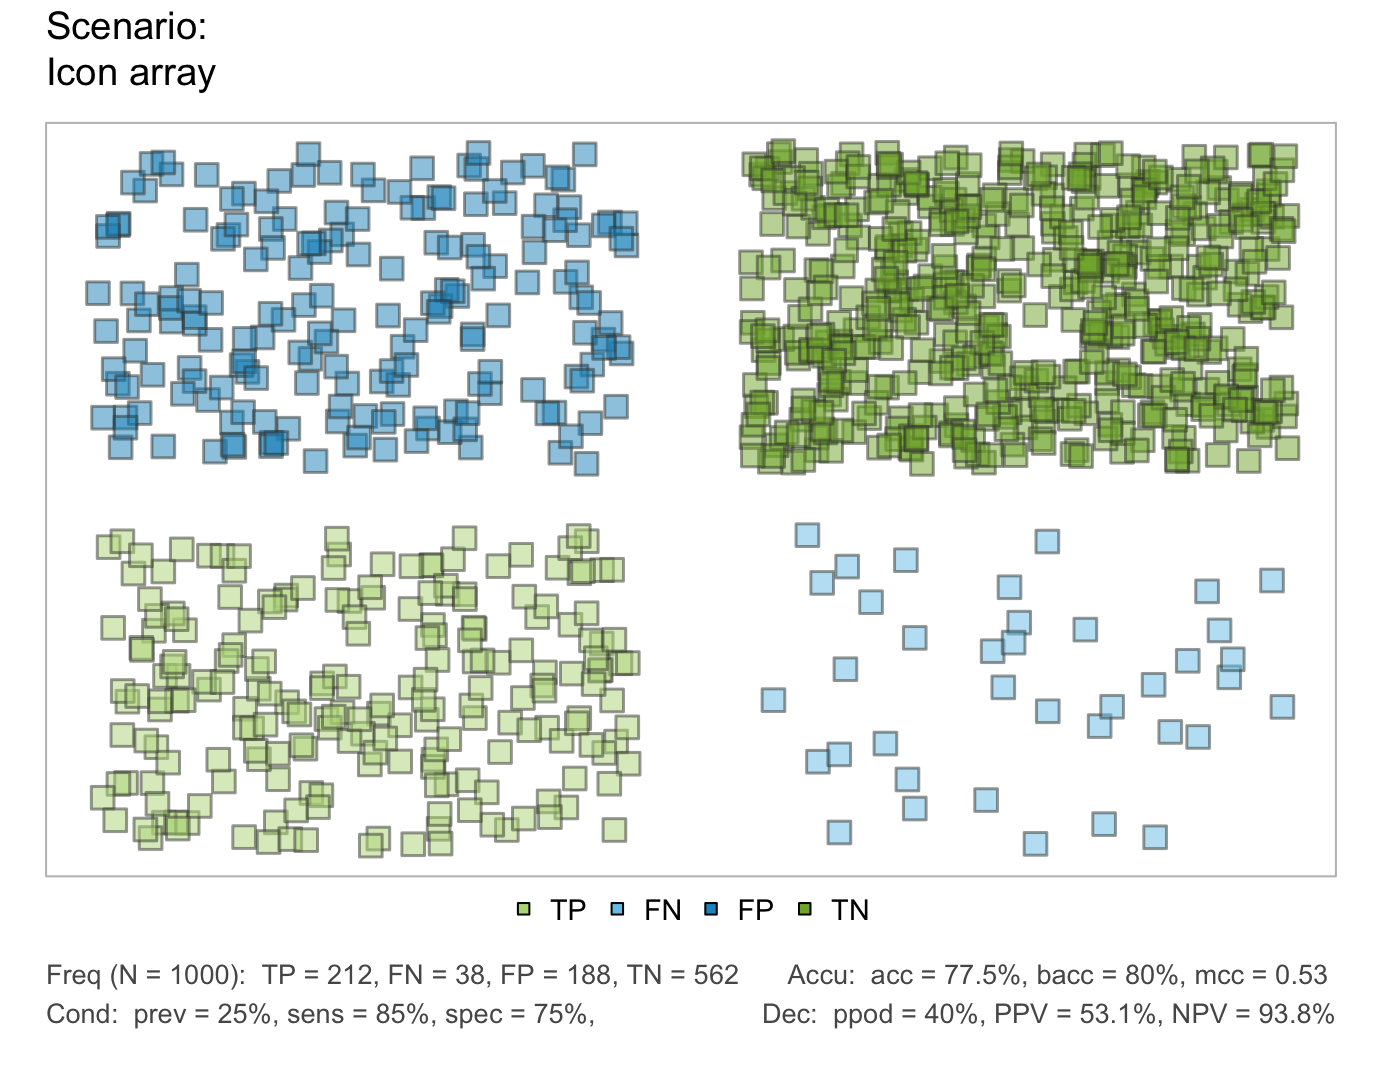 Scenario:
Icon array
TP FN FP TN
Freq (N = 1000):  TP = 212, FN = 38, FP = 188, TN = 562
Accu:  acc = 77.5%, bacc = 80%, mcc = 0.53
Cond:  prev = 25%, sens = 85%, spec = 75%,
Dec:  ppod = 40%, PPV = 53.1%, NPV = 93.8%